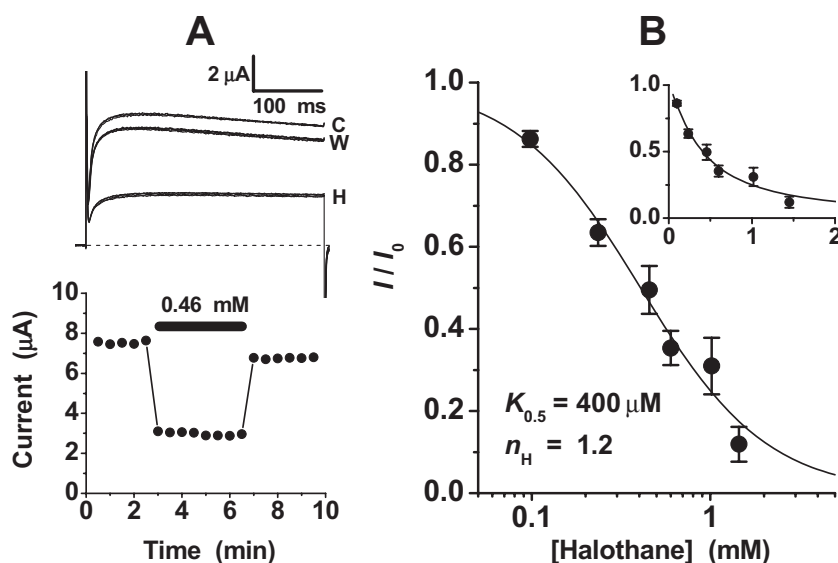 A
2 µA
100 ms
C
W
H
0.46 mM
10
8
6
4
2
0
Current (µA)
0 2 4 6 8 10
Time (min)
B
1.0
0.8
0.6
0.4
0.2
0.0
I / I₀
1.0
0.5
0.0
0 1 2
K₀.₅ = 400 µM
n_H = 1.2
0.1 1
[Halothane] (mM)